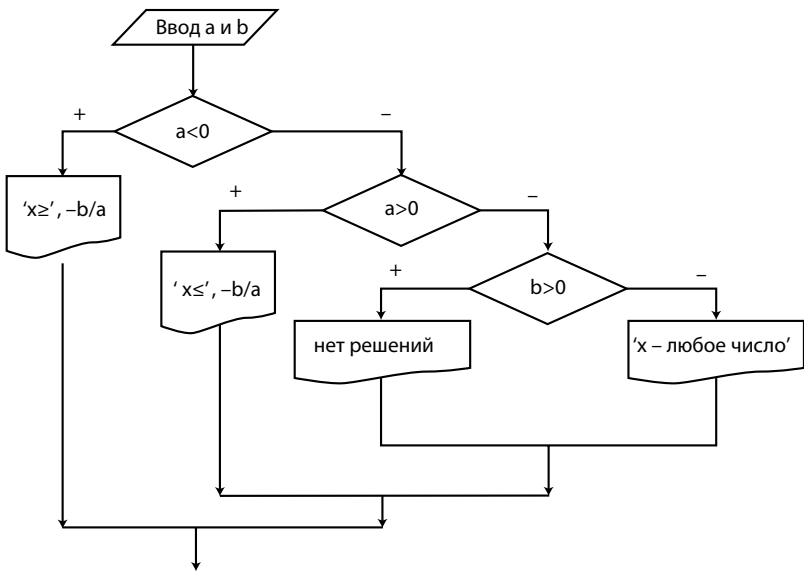 Ввод a и b
+
a<0
–
‘x≥’, –b/a
+
a>0
–
‘ x≤’, –b/a
+
b>0
–
нет решений
‘x – любое число’